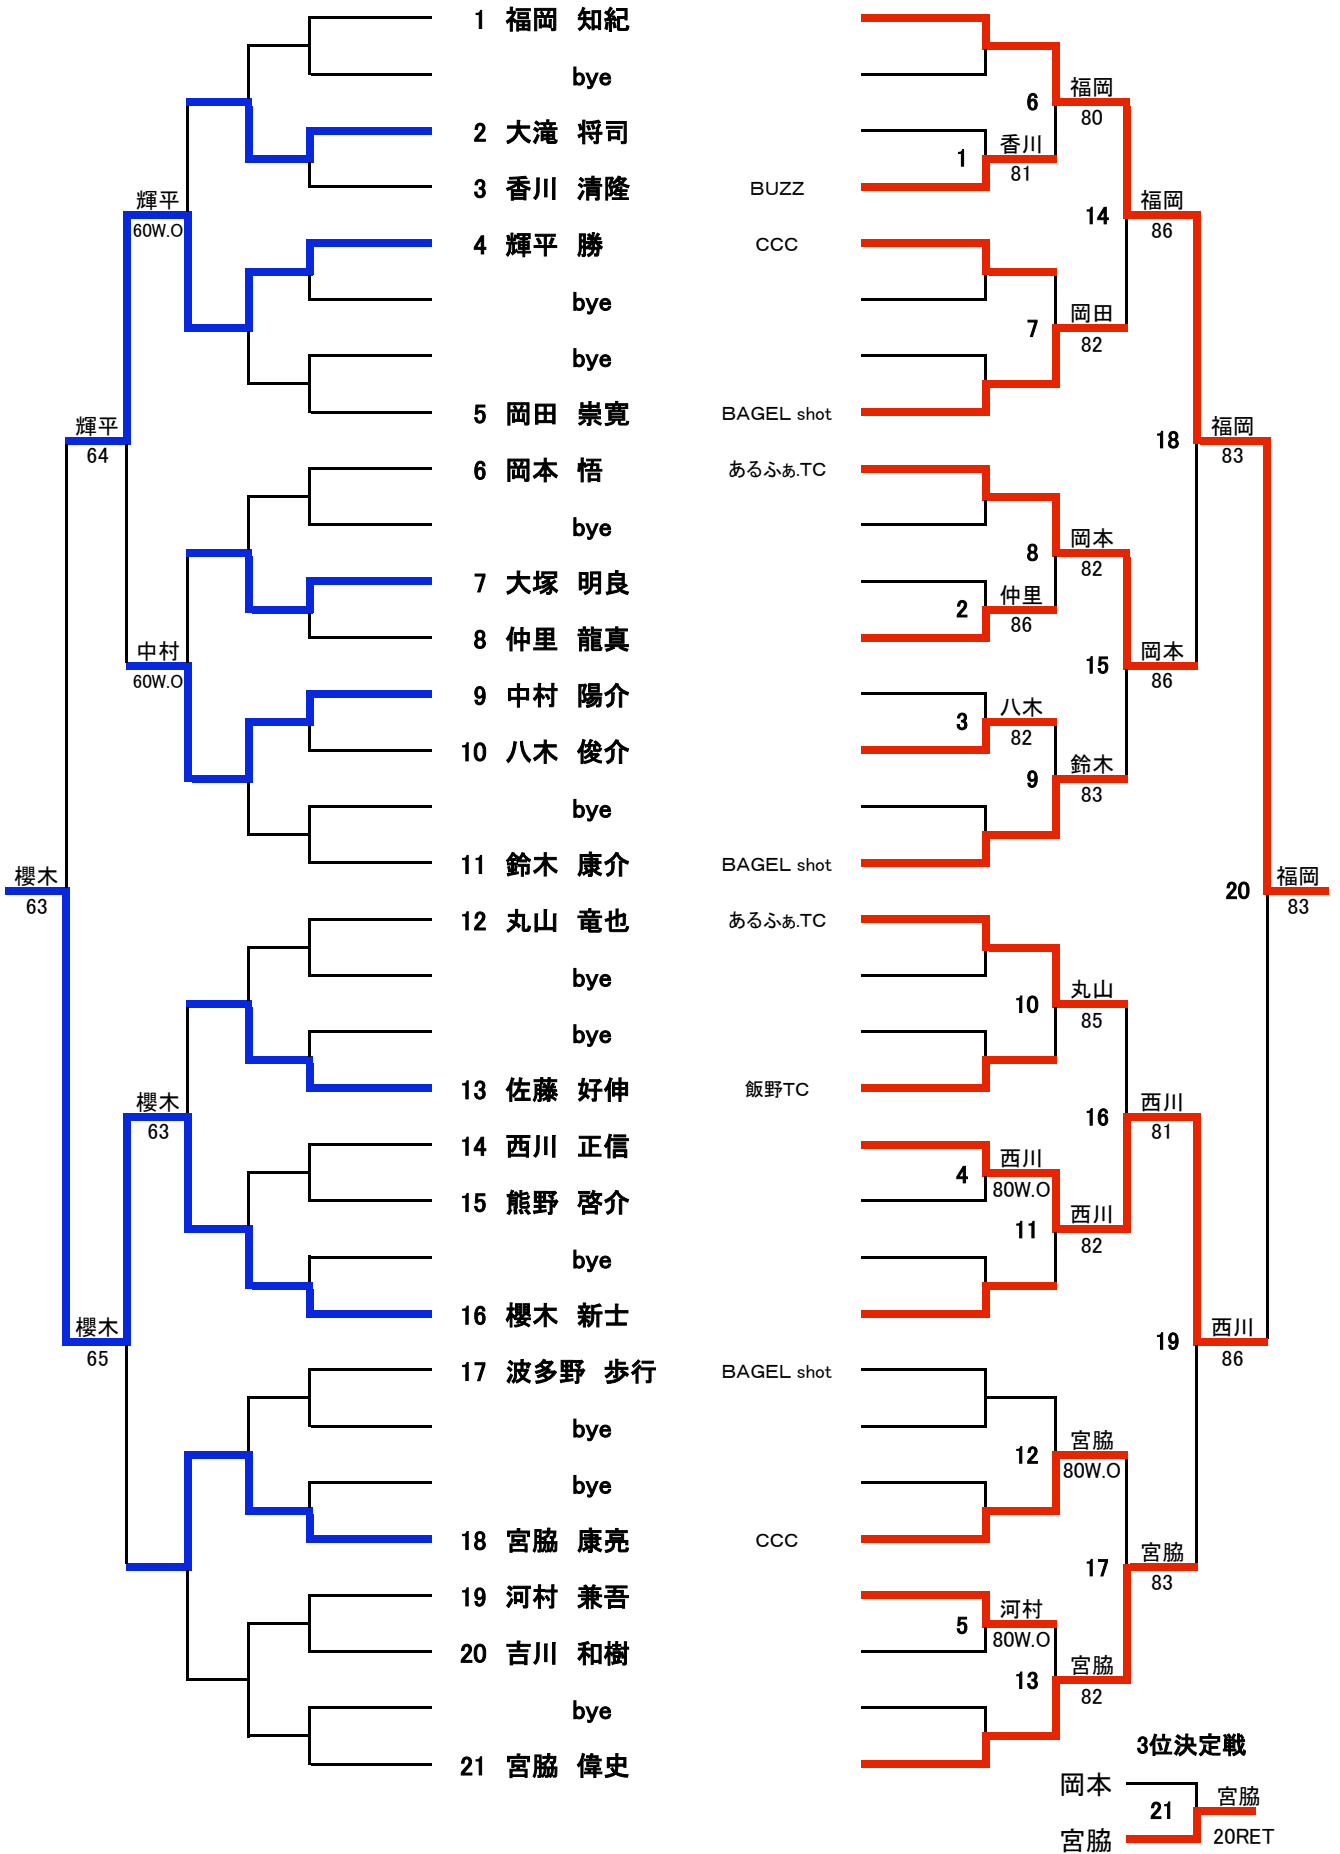 1 福岡 知紀
bye
6 福岡
80
2 大滝 将司
1 香川
81
3 香川 清隆 BUZZ
輝平
60W.O
14 福岡
86
4 輝平 勝 CCC
bye
7 岡田
82
bye
5 岡田 崇寛 BAGEL shot
輝平
64
18 福岡
83
6 岡本 悟 あるふぁ.TC
bye
8 岡本
82
7 大塚 明良
2 仲里
86
8 仲里 龍真
中村
60W.O
15 岡本
86
9 中村 陽介
3 八木
82
10 八木 俊介
9 鈴木
83
bye
11 鈴木 康介 BAGEL shot
櫻木
63
20 福岡
83
12 丸山 竜也 あるふぁ.TC
bye
10 丸山
85
bye
13 佐藤 好伸 飯野TC
櫻木
63
16 西川
81
14 西川 正信
4 西川
80W.O
15 熊野 啓介
11 西川
82
bye
16 櫻木 新士
櫻木
65
19 西川
86
17 波多野 歩行 BAGEL shot
bye
12 宮脇
80W.O
bye
18 宮脇 康亮 CCC
17 宮脇
83
19 河村 兼吾
5 河村
80W.O
20 吉川 和樹
13 宮脇
82
bye
21 宮脇 偉史
3位決定戦
岡本
21 宮脇
20RET
宮脇